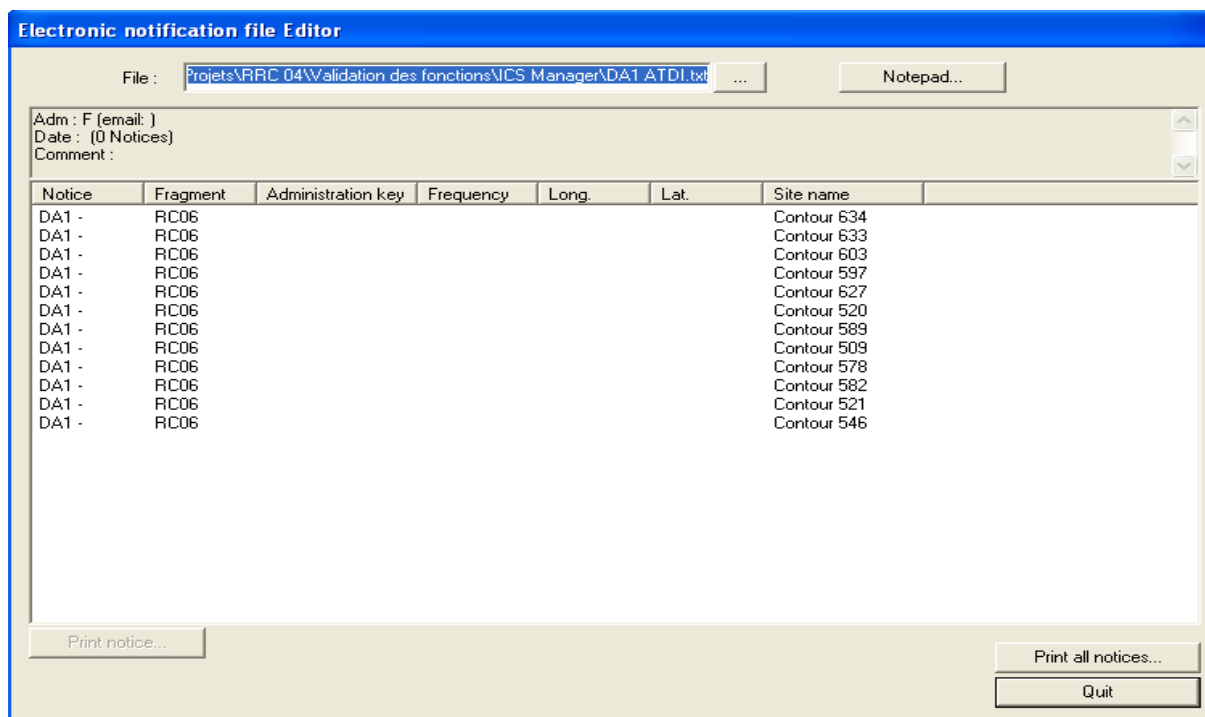 Electronic notification file Editor
File : Projets\RRC 04\Validation des fonctions\ICS Manager\DA1 ATDI.txt ... Notepad...
Adm : F (email: )
Date : (0 Notices)
Comment :
Notice Fragment Administration key Frequency Long. Lat. Site name
DA1 - RC06 Contour 634
DA1 - RC06 Contour 633
DA1 - RC06 Contour 603
DA1 - RC06 Contour 597
DA1 - RC06 Contour 627
DA1 - RC06 Contour 520
DA1 - RC06 Contour 589
DA1 - RC06 Contour 509
DA1 - RC06 Contour 578
DA1 - RC06 Contour 582
DA1 - RC06 Contour 521
DA1 - RC06 Contour 546
Print notice...
Print all notices...
Quit